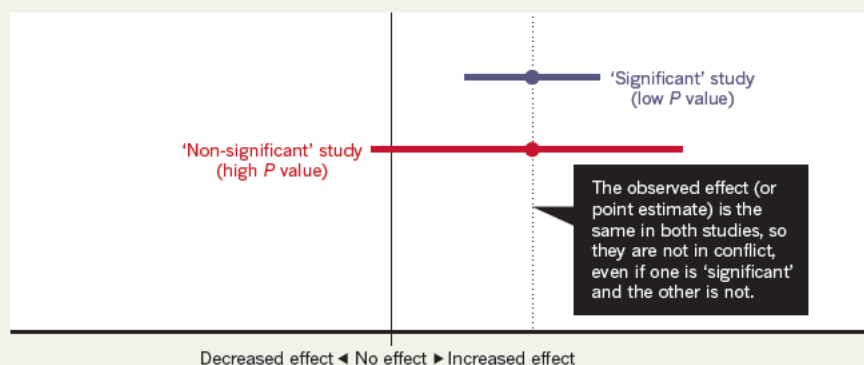 ‘Significant’ study
(low P value)
‘Non-significant’ study
(high P value)
The observed effect (or
point estimate) is the
same in both studies, so
they are not in conflict,
even if one is ‘significant’
and the other is not.
Decreased effect ◄ No effect ► Increased effect